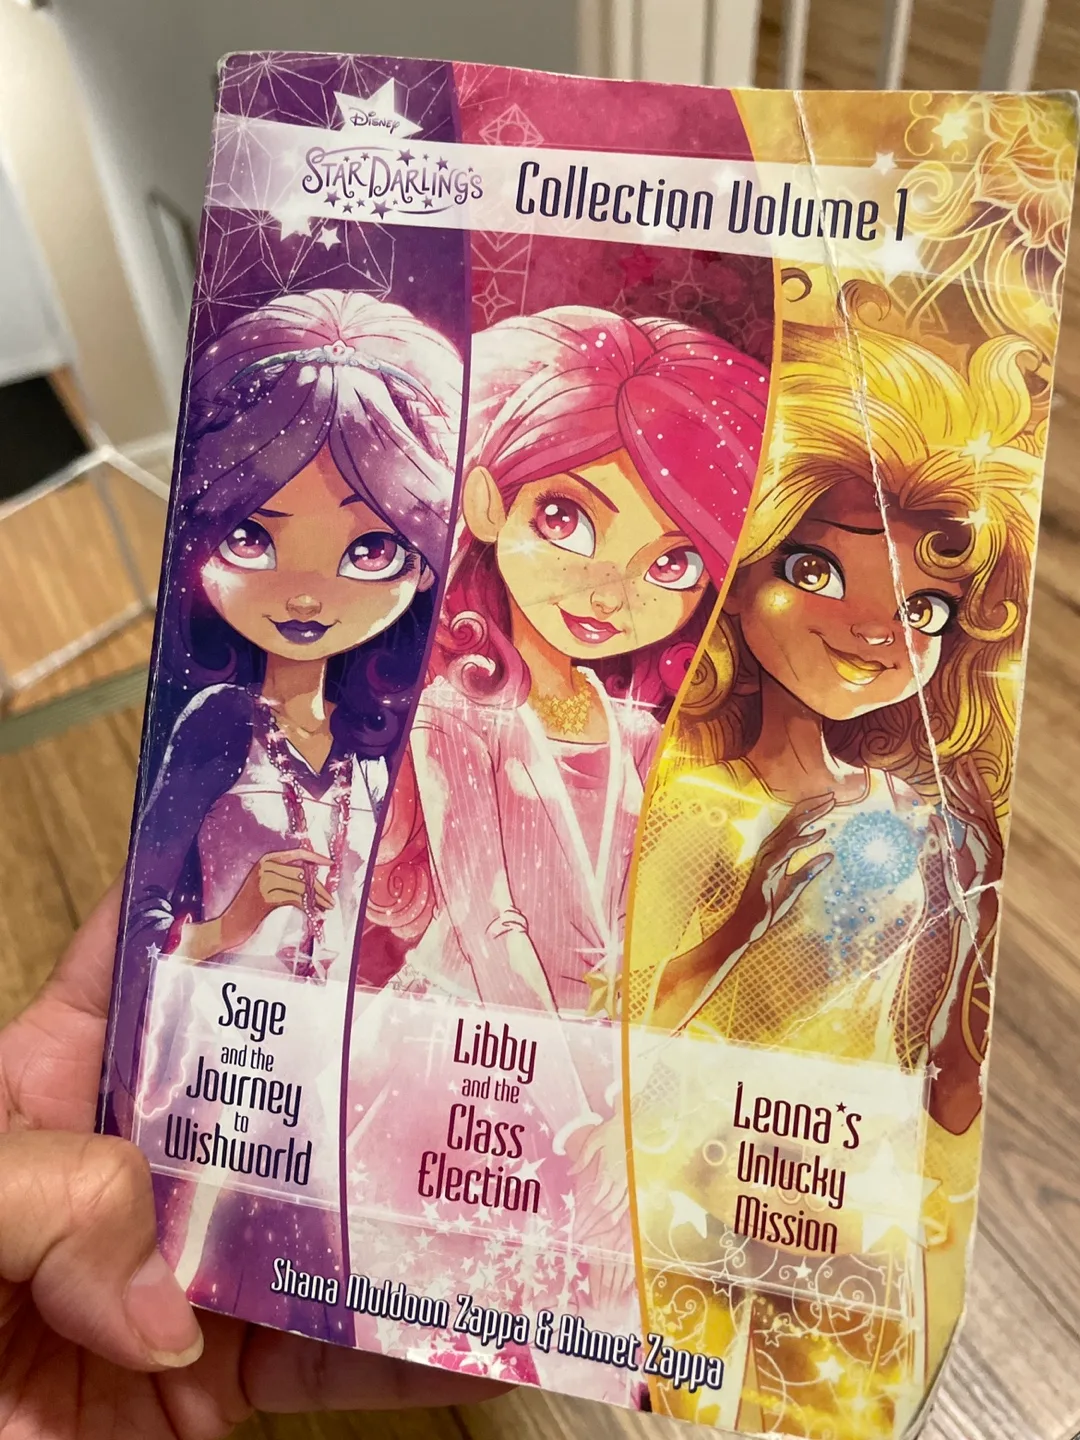 Disney
STAR DARLINGS
Collection Volume 1
Sage
and the
Journey
to
Wishworld
Libby
and the
Class
Election
Leona's
Unlucky
Mission
Shana Muldoon Zappa & Ahmet Zappa